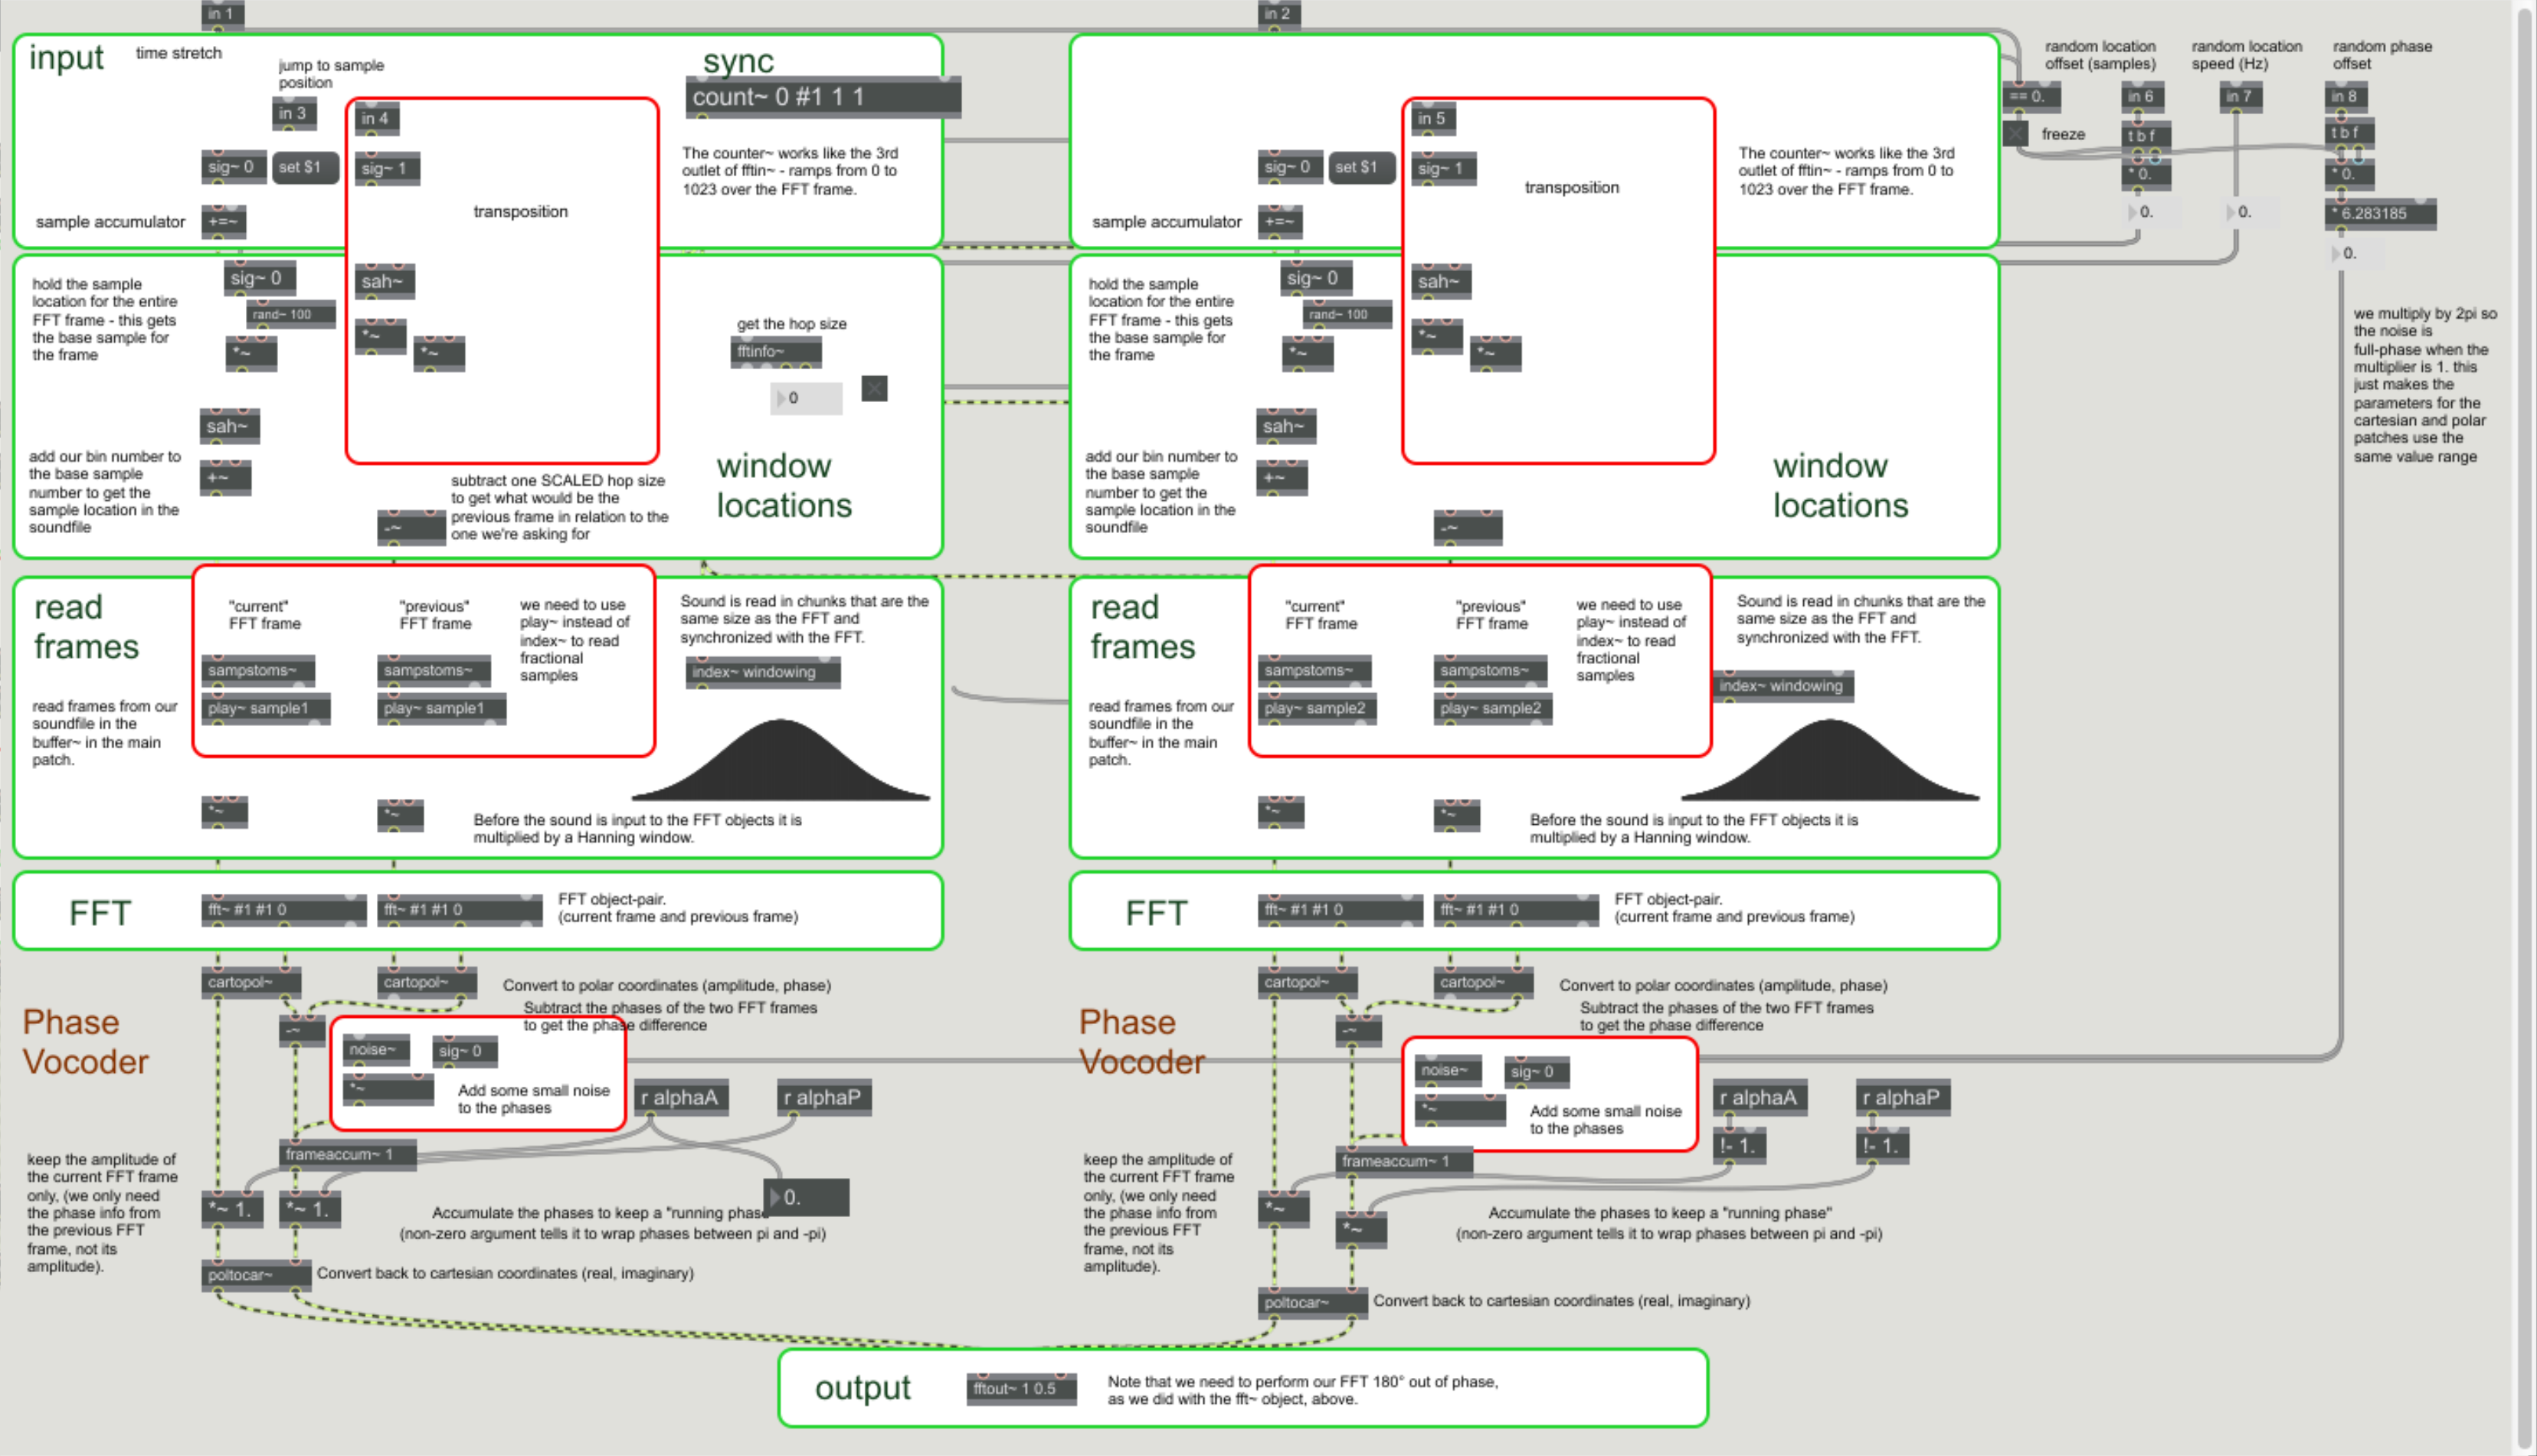 in 1
in 2
input
time stretch
jump to sample
position
in 3
in 4
sync
count~ 0 #1 1 1
sig~ 0
set $1
sig~ 1
The counter~ works like the 3rd
outlet of fftin~ - ramps from 0 to
1023 over the FFT frame.
transposition
sample accumulator
+=~
in 5
sig~ 0
set $1
sig~ 1
transposition
The counter~ works like the 3rd
outlet of fftin~ - ramps from 0 to
1023 over the FFT frame.
sample accumulator
+=~
random location
offset (samples)
random location
speed (Hz)
random phase
offset
== 0.
in 6
in 7
in 8
freeze
t b f
t b f
* 0.
* 0.
0.
0.
* 6.283185
0.
we multiply by 2pi so
the noise is
full-phase when the
multiplier is 1. this
just makes the
parameters for the
cartesian and polar
patches use the
same value range
hold the sample
location for the entire
FFT frame - this gets
the base sample for
the frame
sig~ 0
rand~ 100
*~
sah~
*~
*~
get the hop size
fftinfo~
0
sah~
add our bin number to
the base sample
number to get the
sample location in the
soundfile
+~
subtract one SCALED hop size
to get what would be the
previous frame in relation to the
one we're asking for
-~
window
locations
hold the sample
location for the entire
FFT frame - this gets
the base sample for
the frame
sig~ 0
rand~ 100
*~
sah~
*~
*~
sah~
add our bin number to
the base sample
number to get the
sample location in the
soundfile
+~
-~
window
locations
read
frames
"current"
FFT frame
"previous"
FFT frame
we need to use
play~ instead of
index~ to read
fractional
samples
Sound is read in chunks that are the
same size as the FFT and
synchronized with the FFT.
sampstoms~
sampstoms~
index~ windowing
play~ sample1
play~ sample1
read frames from our
soundfile in the
buffer~ in the main
patch.
*~
*~
Before the sound is input to the FFT objects it is
multiplied by a Hanning window.
read
frames
"current"
FFT frame
"previous"
FFT frame
we need to use
play~ instead of
index~ to read
fractional
samples
Sound is read in chunks that are the
same size as the FFT and
synchronized with the FFT.
sampstoms~
sampstoms~
index~ windowing
play~ sample2
play~ sample2
read frames from our
soundfile in the
buffer~ in the main
patch.
*~
*~
Before the sound is input to the FFT objects it is
multiplied by a Hanning window.
FFT
fft~ #1 #1 0
fft~ #1 #1 0
FFT object-pair.
(current frame and previous frame)
FFT
fft~ #1 #1 0
fft~ #1 #1 0
FFT object-pair.
(current frame and previous frame)
cartopol~
cartopol~
Convert to polar coordinates (amplitude, phase)
Subtract the phases of the two FFT frames
to get the phase difference
Phase
Vocoder
-~
noise~
sig~ 0
*~
Add some small noise
to the phases
r alphaA
r alphaP
frameaccum~ 1
keep the amplitude of
the current FFT frame
only, (we only need
the phase info from
the previous FFT
frame, not its
amplitude).
*~ 1.
*~ 1.
0.
Accumulate the phases to keep a "running phase
(non-zero argument tells it to wrap phases between pi and -pi)
poltocar~
Convert back to cartesian coordinates (real, imaginary)
cartopol~
cartopol~
Convert to polar coordinates (amplitude, phase)
Subtract the phases of the two FFT frames
to get the phase difference
Phase
Vocoder
-~
noise~
sig~ 0
*~
Add some small noise
to the phases
r alphaA
r alphaP
!- 1.
!- 1.
frameaccum~ 1
keep the amplitude of
the current FFT frame
only, (we only need
the phase info from
the previous FFT
frame, not its
amplitude).
*~
*~
Accumulate the phases to keep a "running phase"
(non-zero argument tells it to wrap phases between pi and -pi)
poltocar~
Convert back to cartesian coordinates (real, imaginary)
output
fftout~ 1 0.5
Note that we need to perform our FFT 180° out of phase,
as we did with the fft~ object, above.